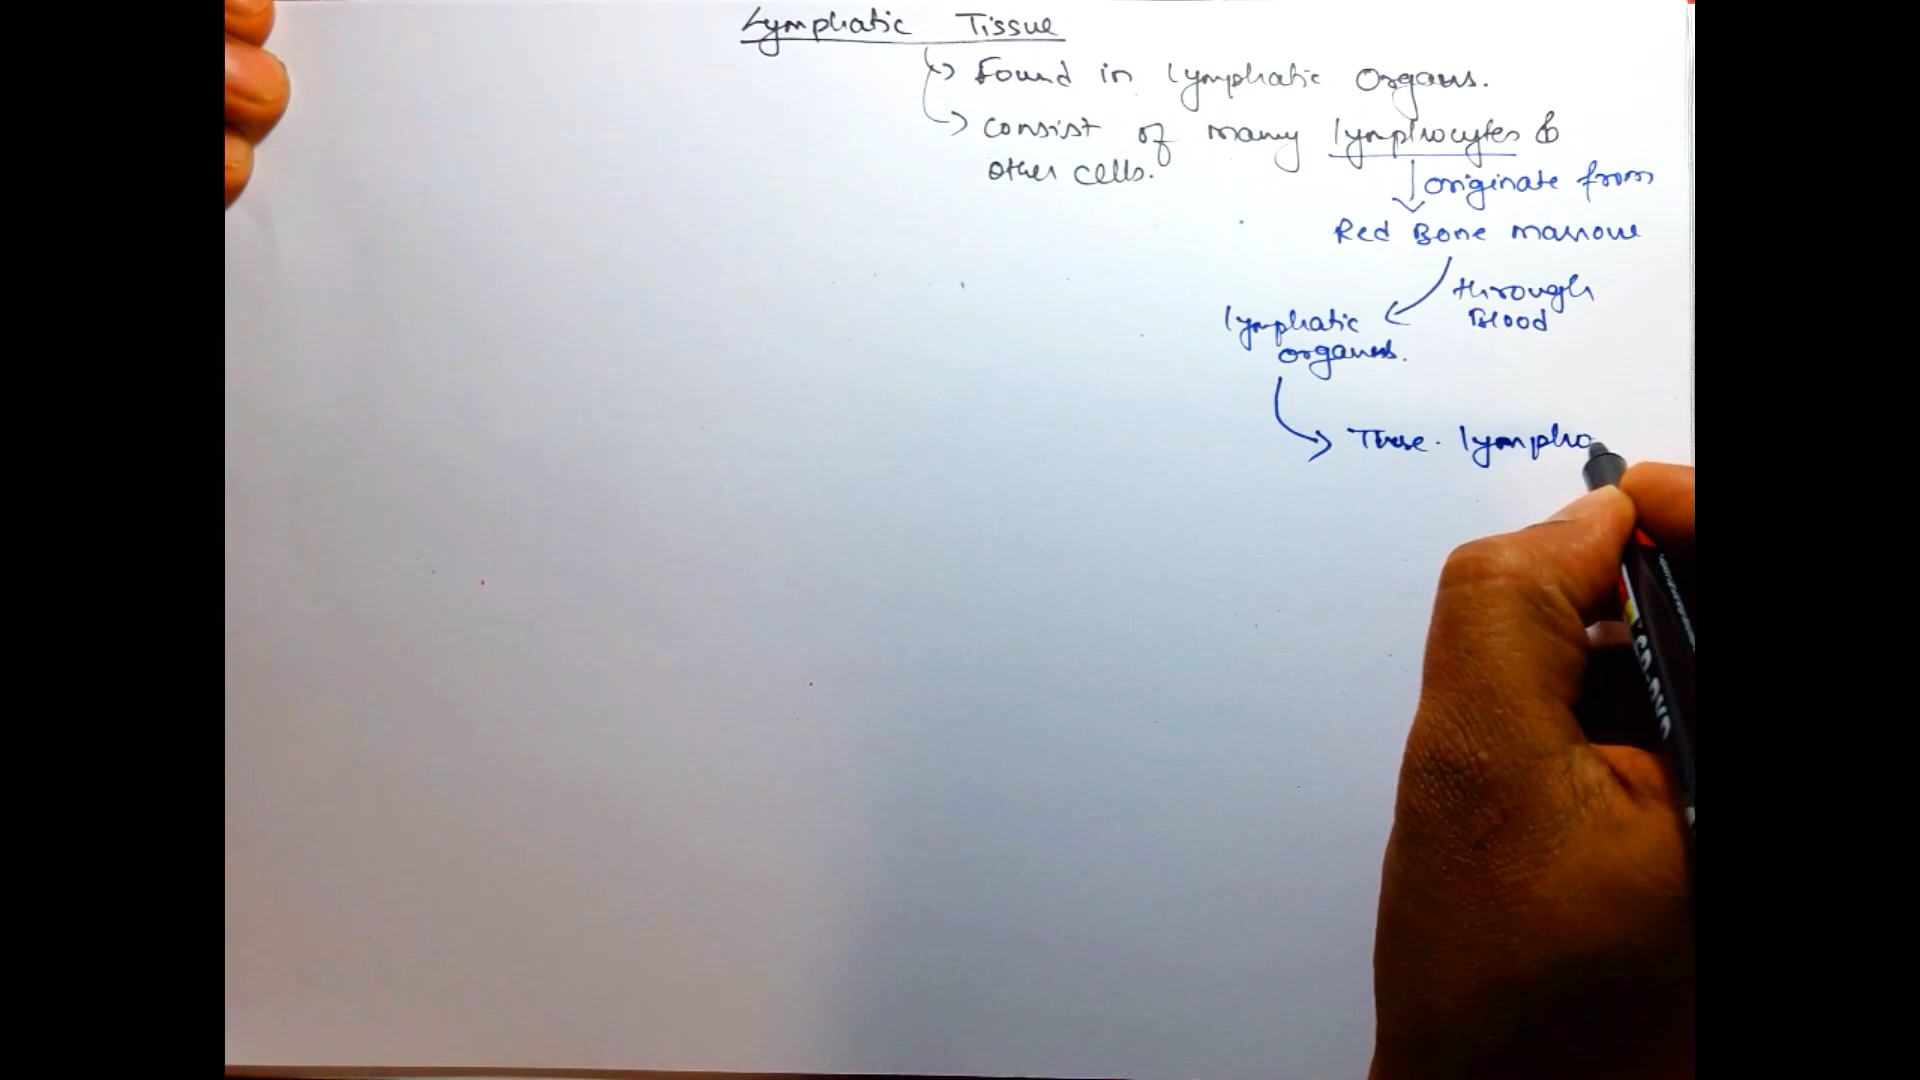 Lymphatic Tissue
Found in lymphatic organs.
consist of many lymphocytes &
other cells.
originate from
Red Bone marrow
through
Blood
lymphatic
organs.
These lympho